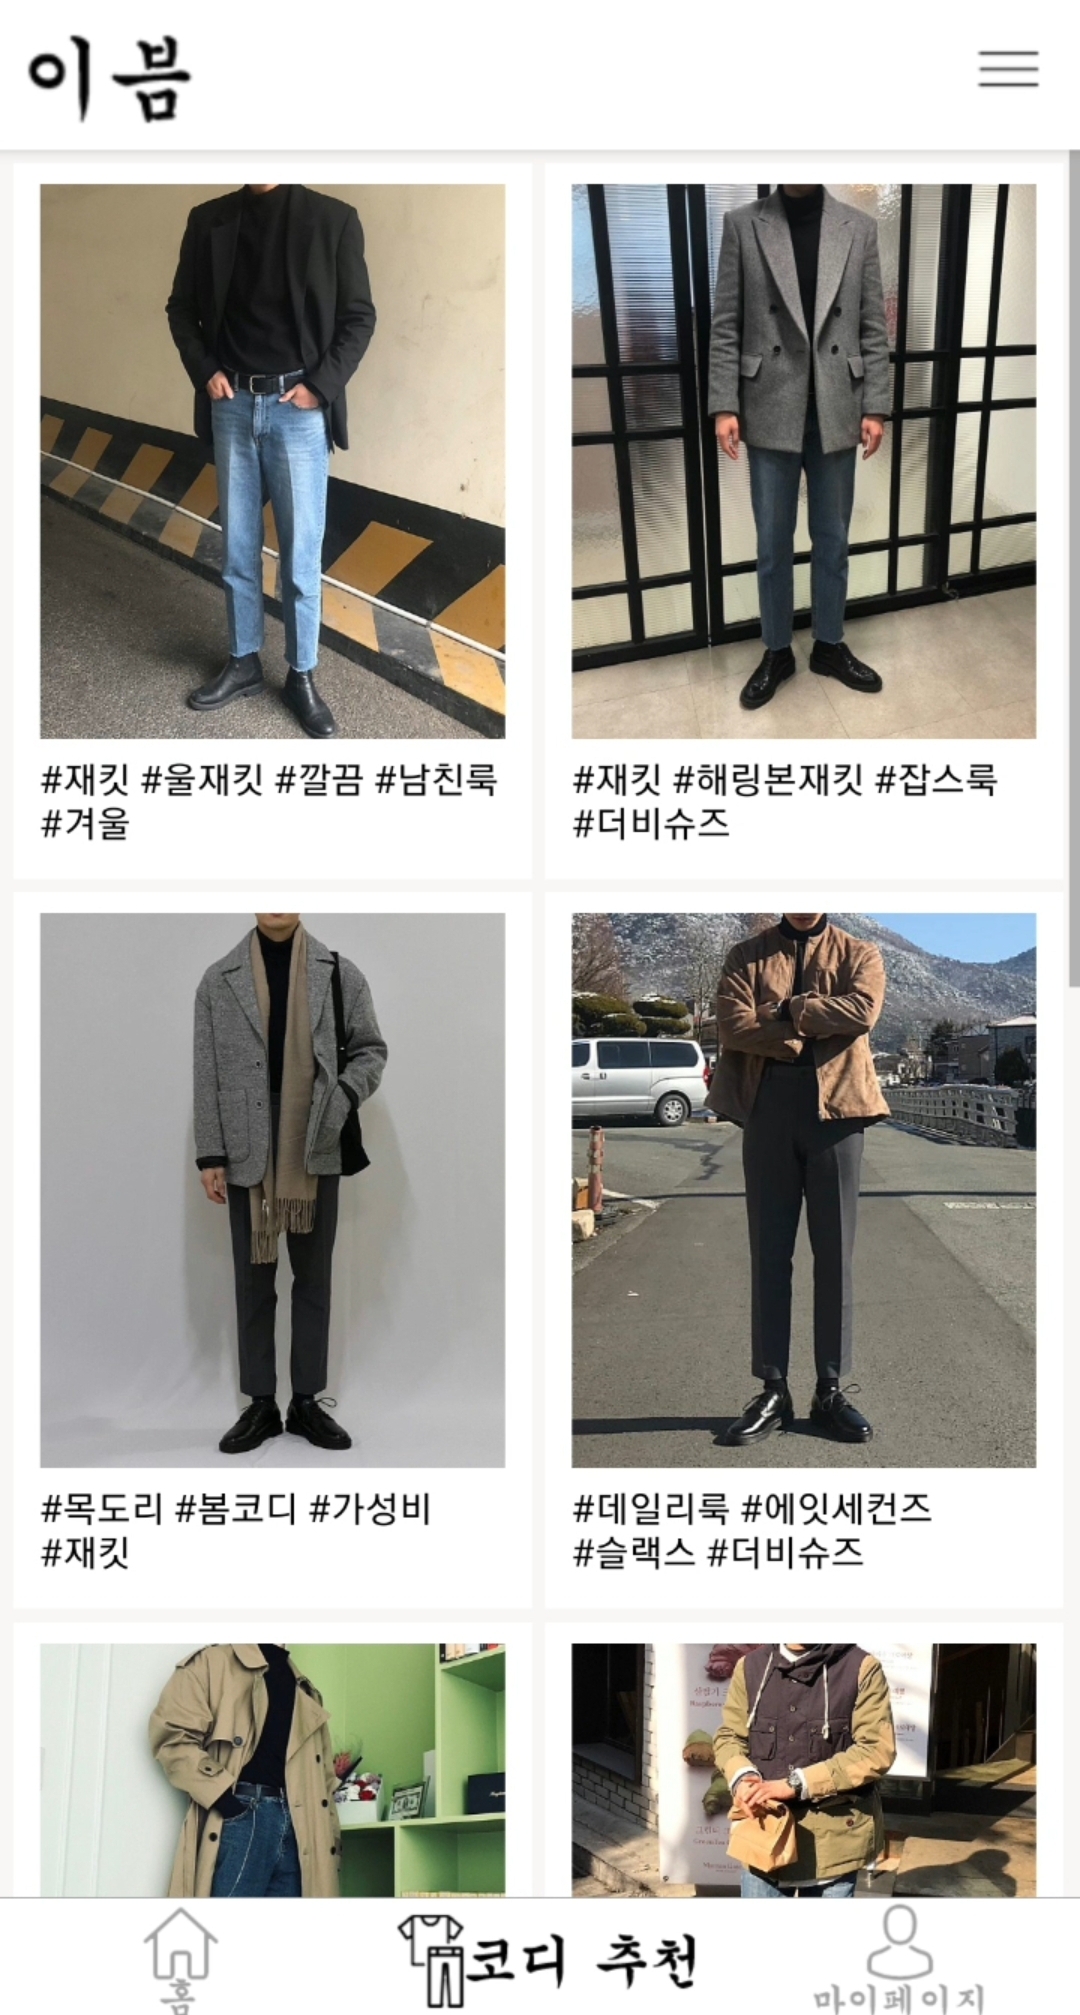 이븜
#재킷 #울재킷 #깔끔 #남친룩
#겨울
#재킷 #해링본재킷 #잡스룩
#더비슈즈
#목도리 #봄코디 #가성비
#재킷
#데일리룩 #에잇세컨즈
#슬랙스 #더비슈즈
홈
코디 추천
마이페이지